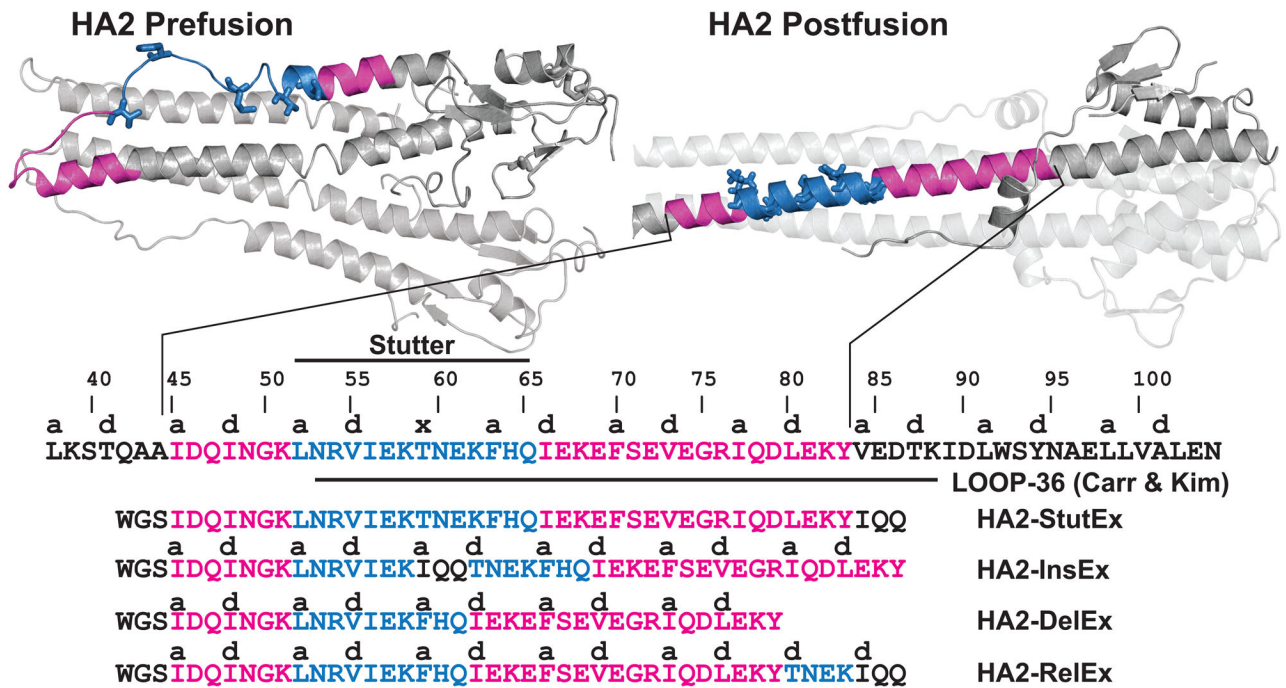 HA2 Prefusion HA2 Postfusion
Stutter
40 45 50 55 60 65 70 75 80 85 90 95 100
a d a d a d x a d a d a d a d a d a d
LKSTQAAIDQINGKLNRVIEKTNEKFHQIEKEFSEVEGRIQDLEKYVEDTKIDLWSYNAELLVALEN
LOOP-36 (Carr & Kim)
WGSIDQINGKLNRVIEKTNEKFHQIEKEFSEVEGRIQDLEKYIQQ HA2-StutEx
a d a d a d a d a d a d
WGSIDQINGKLNRVIEKIQQTNEKFHQIEKEFSEVEGRIQDLEKY HA2-InsEx
a d a d a d a d a d
WGSIDQINGKLNRVIEKFHQIEKEFSEVEGRIQDLEKY HA2-DelEx
a d a d a d a d a d a d
WGSIDQINGKLNRVIEKFHQIEKEFSEVEGRIQDLEKYTNEKIQQ HA2-RelEx